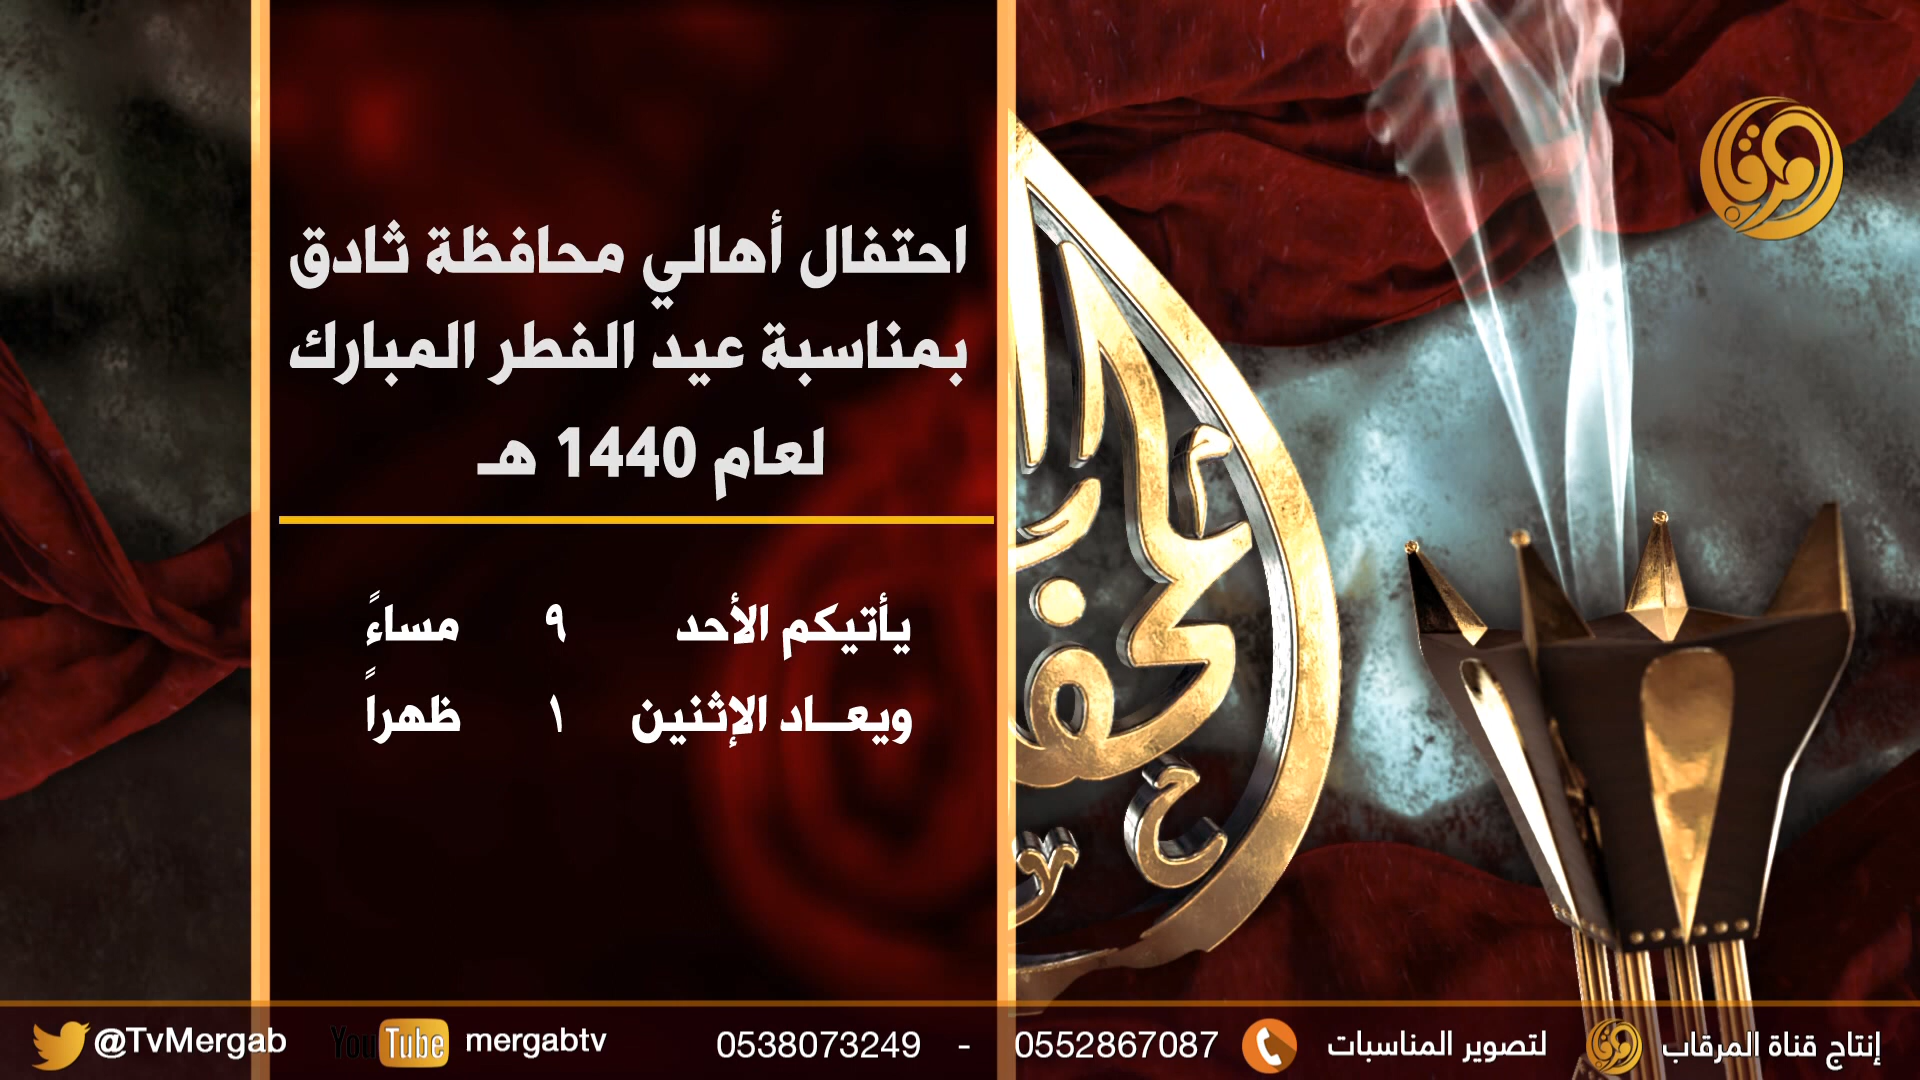 احتفال أهالي محافظة ثادق
بمناسبة عيد الفطر المبارك
لعام 1440 هـ
يأتيكم الأحد ٩ مساءً
ويعـاد الإثنين ١ ظهراً
إنتاج قناة المرقاب لتصوير المناسبات 0552867087 - 0538073249 mergabtv YouTube @TvMergab